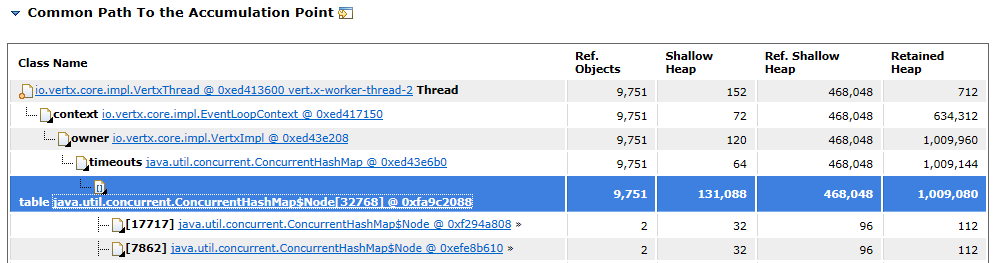 Common Path To the Accumulation Point
Class Name Ref. Objects Shallow Heap Ref. Shallow Heap Retained Heap
io.vertx.core.impl.VertxThread @ 0xed413600 vert.x-worker-thread-2 Thread 9,751 152 468,048 712
context io.vertx.core.impl.EventLoopContext @ 0xed417150 9,751 72 468,048 634,312
owner io.vertx.core.impl.VertxImpl @ 0xed43e208 9,751 120 468,048 1,009,960
timeouts java.util.concurrent.ConcurrentHashMap @ 0xed43e6b0 9,751 64 468,048 1,009,144
table java.util.concurrent.ConcurrentHashMap$Node[32768] @ 0xfa9c2088 9,751 131,088 468,048 1,009,080
[17717] java.util.concurrent.ConcurrentHashMap$Node @ 0xf294a808 » 2 32 96 112
[7862] java.util.concurrent.ConcurrentHashMap$Node @ 0xefe8b610 » 2 32 96 112